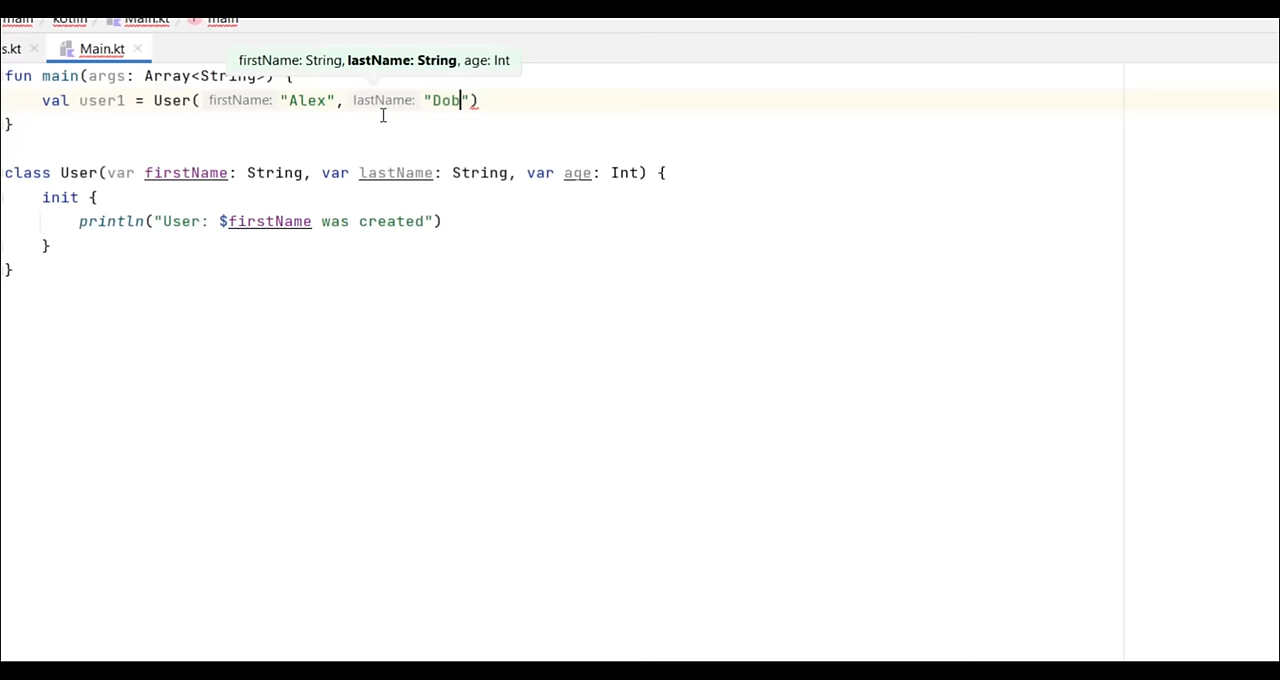 main kotlin Main.kt main
s.kt Main.kt
firstName: String, lastName: String, age: Int
fun main(args: Array<String>) {
val user1 = User( firstName: "Alex", lastName: "Dob")
}
class User(var firstName: String, var lastName: String, var age: Int) {
init {
println("User: $firstName was created")
}
}